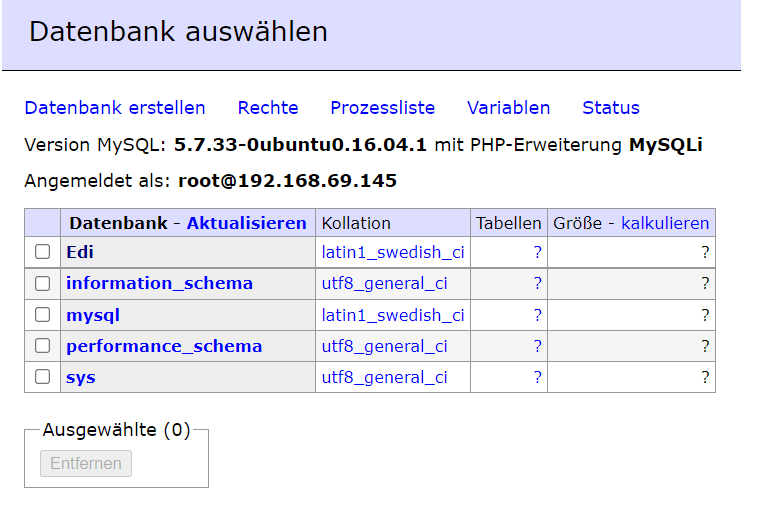 Datenbank auswählen
Datenbank erstellen Rechte Prozessliste Variablen Status
Version MySQL: 5.7.33-0ubuntu0.16.04.1 mit PHP-Erweiterung MySQLi
Angemeldet als: root@192.168.69.145
Datenbank - Aktualisieren Kollation Tabellen Größe - kalkulieren
Edi latin1_swedish_ci ? ?
information_schema utf8_general_ci ? ?
mysql latin1_swedish_ci ? ?
performance_schema utf8_general_ci ? ?
sys utf8_general_ci ? ?
Ausgewählte (0)
Entfernen